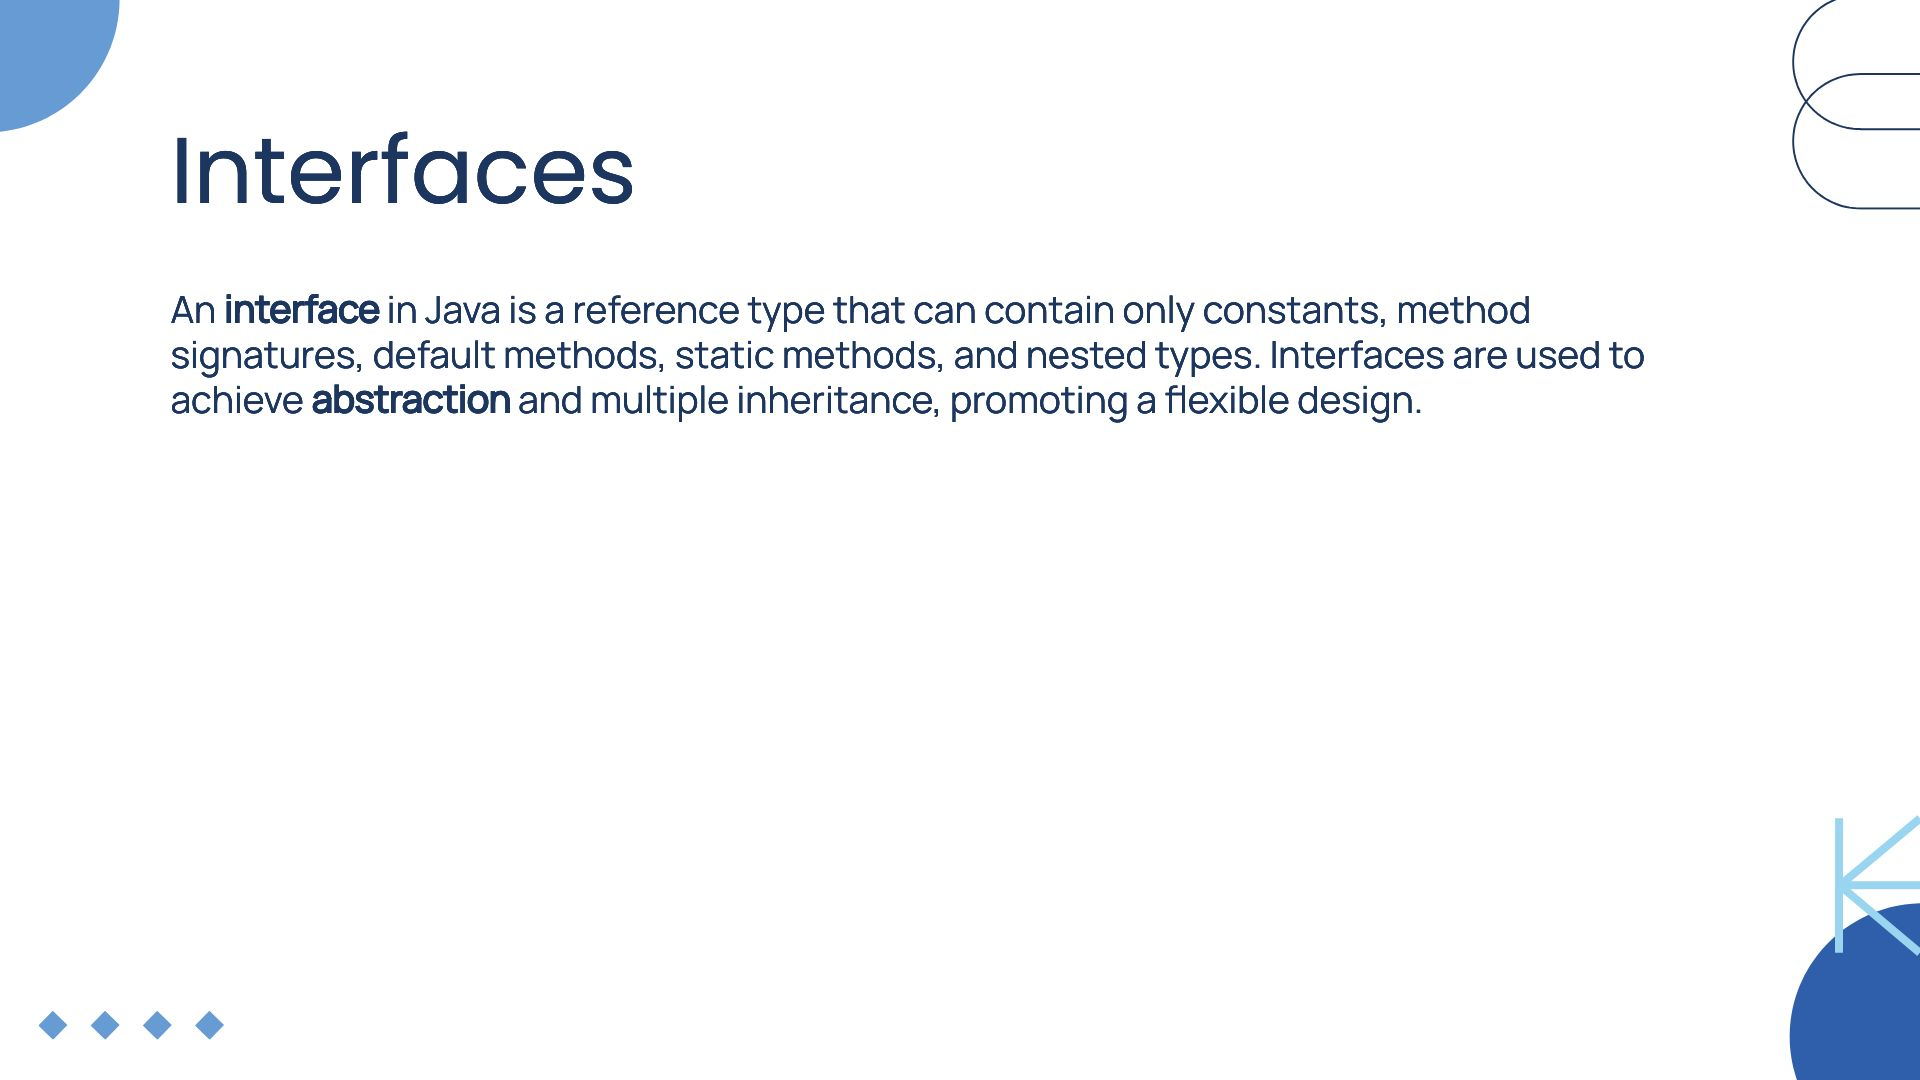 Interfaces
An interface in Java is a reference type that can contain only constants, method
signatures, default methods, static methods, and nested types. Interfaces are used to
achieve abstraction and multiple inheritance, promoting a flexible design.